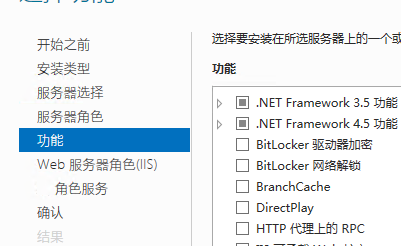 开始之前
安装类型
服务器选择
服务器角色
功能
Web 服务器角色(IIS)
角色服务
确认
结果
选择要安装在所选服务器上的一个或
功能
.NET Framework 3.5 功能
.NET Framework 4.5 功能
BitLocker 驱动器加密
BitLocker 网络解锁
BranchCache
DirectPlay
HTTP 代理上的 RPC